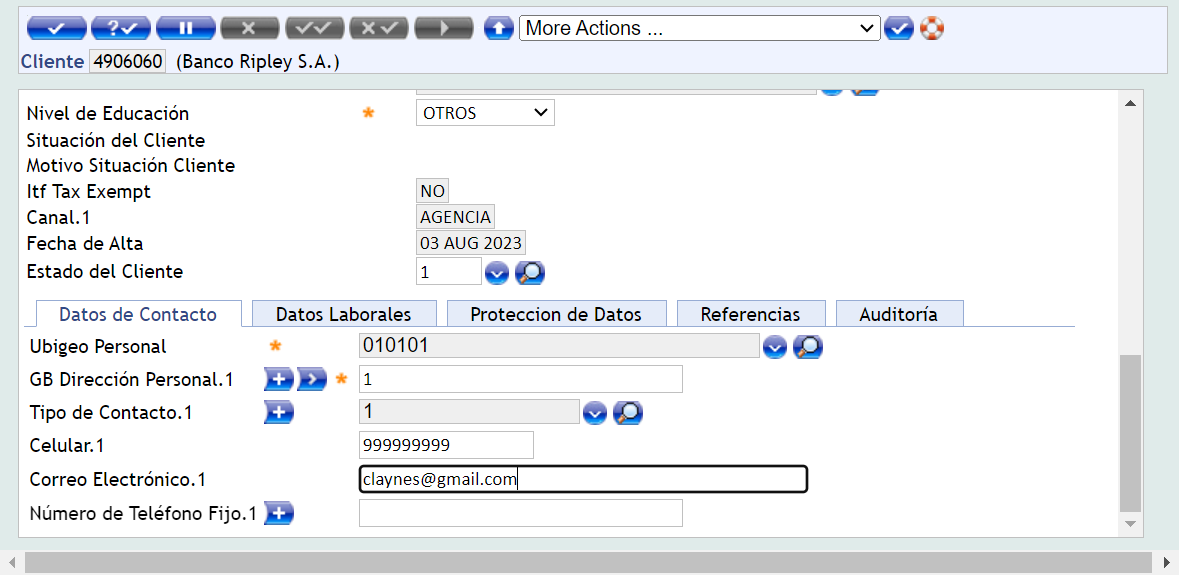 More Actions ...
Cliente 4906060 (Banco Ripley S.A.)
Nivel de Educación * OTROS
Situación del Cliente
Motivo Situación Cliente
Itf Tax Exempt NO
Canal.1 AGENCIA
Fecha de Alta 03 AUG 2023
Estado del Cliente 1
Datos de Contacto Datos Laborales Proteccion de Datos Referencias Auditoría
Ubigeo Personal * 010101
GB Dirección Personal.1 * 1
Tipo de Contacto.1 1
Celular.1 999999999
Correo Electrónico.1 claynes@gmail.com
Número de Teléfono Fijo.1